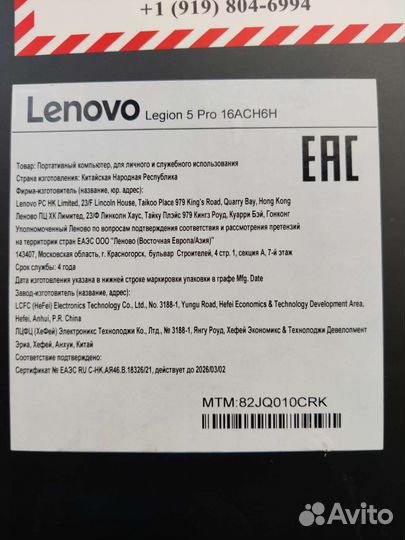 +1 (919) 804-6994
Lenovo Legion 5 Pro 16ACH6H
EAC
Товар: Портативный компьютер, для личного и служебного использования
Страна изготовления: Китайская Народная Республика
Фирма-изготовитель (название, юр. адрес):
Lenovo PC HK Limited, 23/F Lincoln House, Taikoo Place 979 King's Road, Quarry Bay, Hong Kong
Леново ПЦ ХК Лимитед, 23/Ф Линколн Хаус, Тайку Плэйс 979 Кингз Роуд, Куарри Бэй, Гонконг
Уполномоченный Леново по вопросам подтверждения соответствия и рассмотрения претензий
на территории стран ЕАЭС ООО "Леново (Восточная Европа/Азия)"
143407, Московская область, г. Красногорск, бульвар Строителей, 4 стр. 1, секция А, 7-й этаж
Срок службы: 4 года
Дата изготовления указана в нижней строке маркировки упаковки в графе Mfg. Date
Завод-изготовитель (название, адрес):
LCFC (HeFei) Electronics Technology Co., Ltd., No. 3188-1, Yungu Road, HeFei Economics & Technology Development Area,
Hefei, Anhui, P.R. China
ЛЦФЦ (ХеФей) Электроникс Технолоджи Ко., Лтд., № 3188-1, Янгу Роуд, Хефей Экономикс & Технолоджи Девелопмент
Эриа, Хефей, Анхуи, Китай
Соответствие подтверждено:
Сертификат № ЕАЭС RU C-HK.АЯ46.В.18326/21, действует до 2026/03/02
MTM:82JQ010CRK
Avito